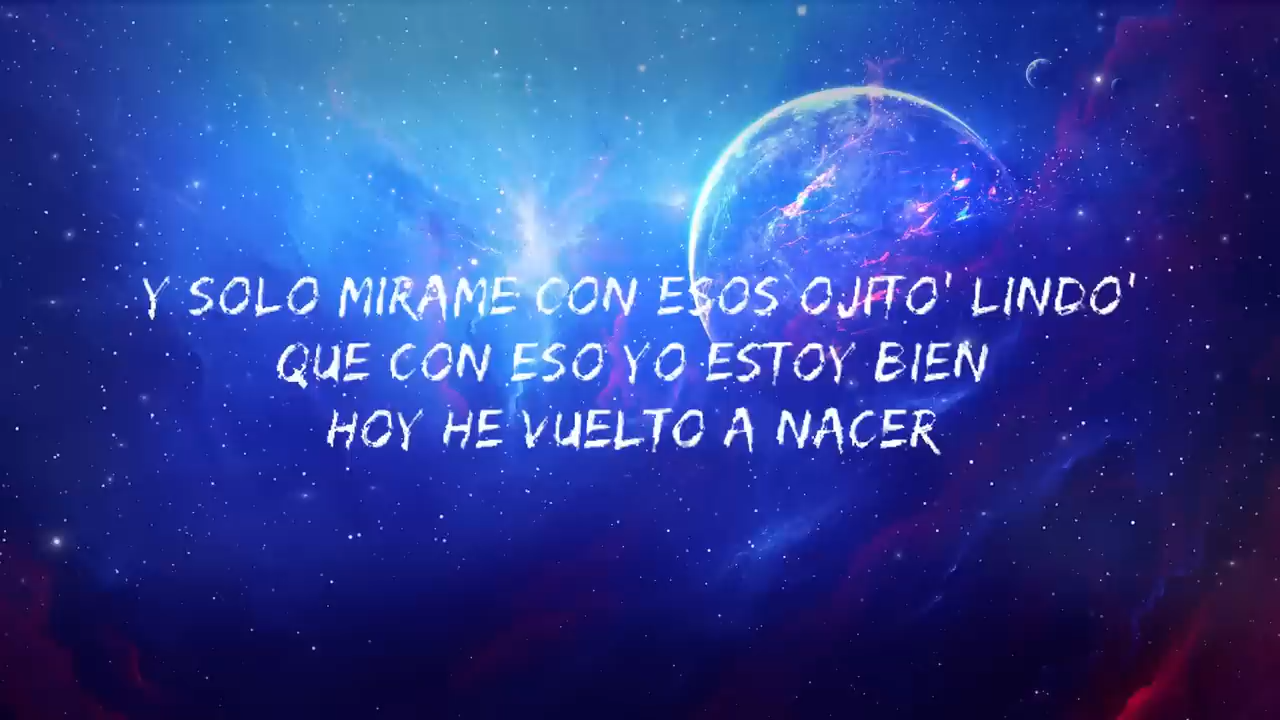 Y SOLO MIRAME CON ESOS OJITO' LINDO'
QUE CON ESO YO ESTOY BIEN
HOY HE VUELTO A NACER